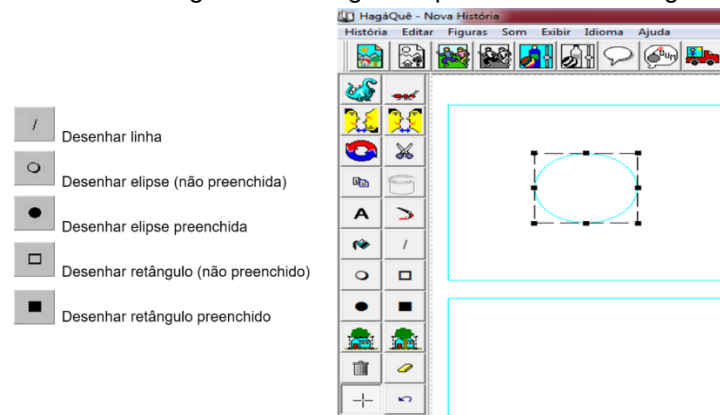 HagáQuê - Nova História
História Editar Figuras Som Exibir Idioma Ajuda
Desenhar linha
Desenhar elipse (não preenchida)
Desenhar elipse preenchida
Desenhar retângulo (não preenchido)
Desenhar retângulo preenchido
A